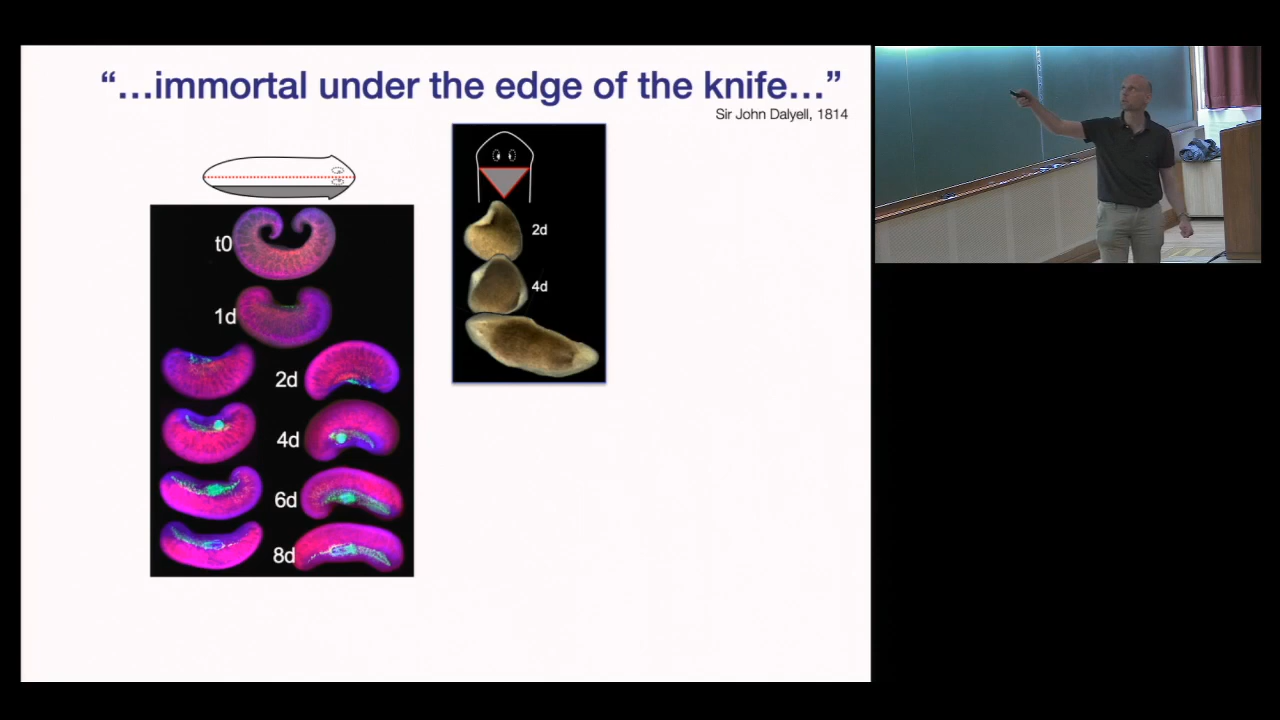 “…immortal under the edge of the knife…”
Sir John Dalyell, 1814
t0
1d
2d
4d
6d
8d
2d
4d